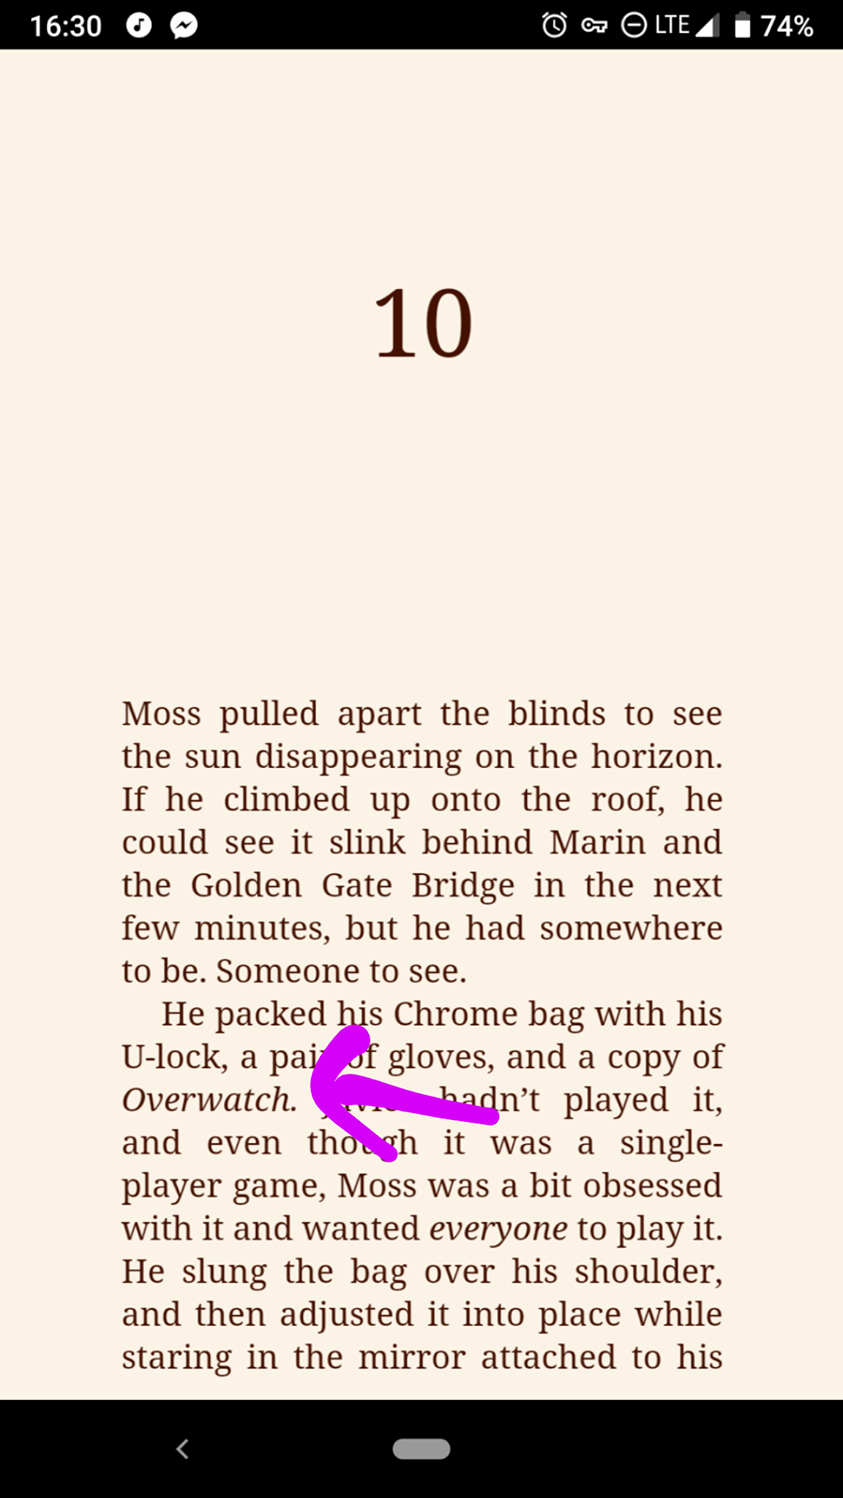 16:30 LTE 74%
10
Moss pulled apart the blinds to see
the sun disappearing on the horizon.
If he climbed up onto the roof, he
could see it slink behind Marin and
the Golden Gate Bridge in the next
few minutes, but he had somewhere
to be. Someone to see.
He packed his Chrome bag with his
U-lock, a pair of gloves, and a copy of
Overwatch. hadn’t played it,
and even though it was a single-
player game, Moss was a bit obsessed
with it and wanted everyone to play it.
He slung the bag over his shoulder,
and then adjusted it into place while
staring in the mirror attached to his